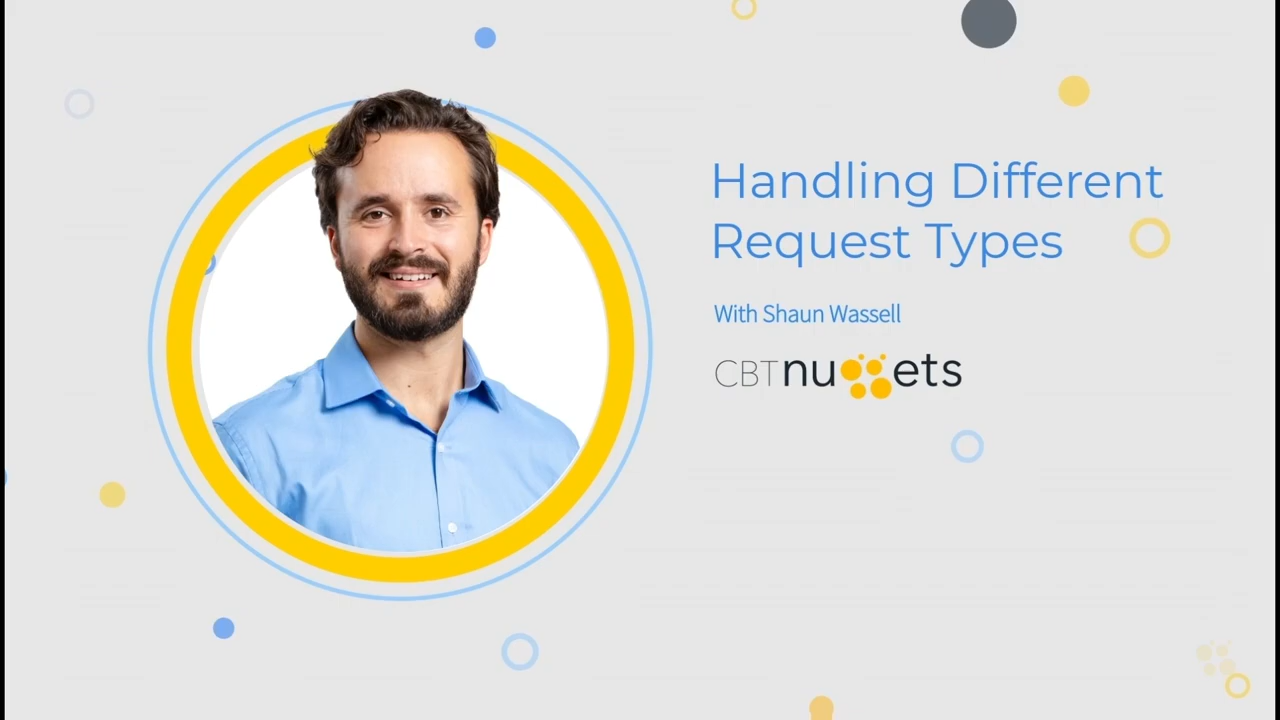 Handling Different
Request Types
With Shaun Wassell
CBTnuggets